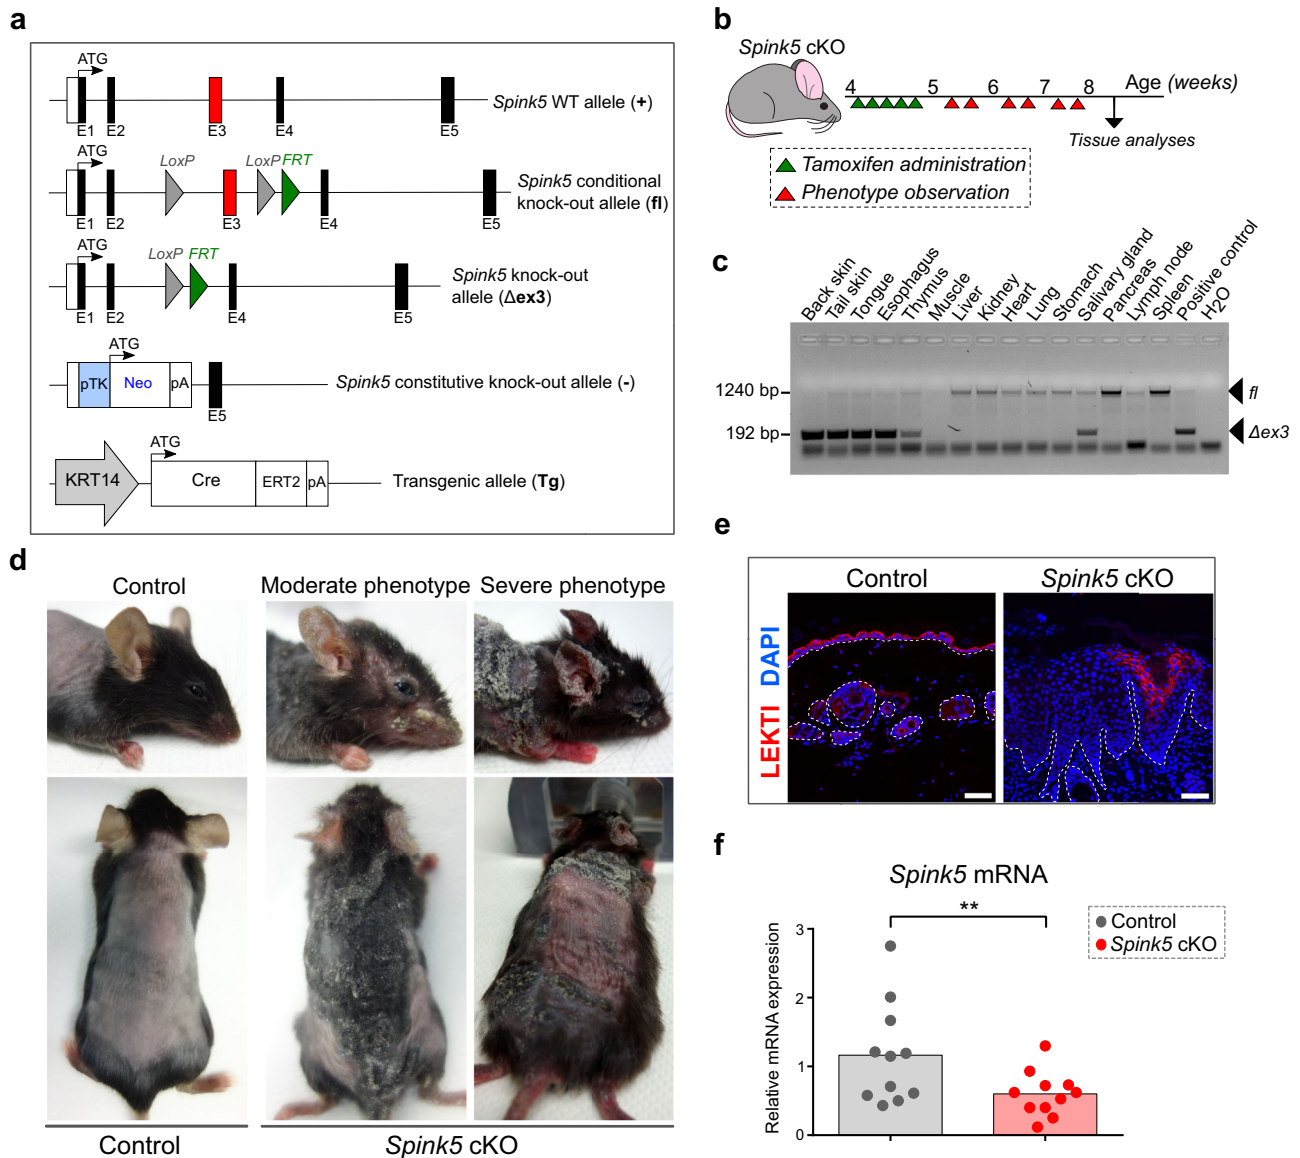 a
ATG
E1 E2 E3 E4 E5
Spink5 WT allele (+)
ATG
LoxP LoxP FRT
E1 E2 E3 E4 E5
Spink5 conditional
knock-out allele (fl)
ATG
LoxP FRT
E1 E2 E4 E5
Spink5 knock-out
allele (Δex3)
ATG
pTK Neo pA
E5
Spink5 constitutive knock-out allele (-)
ATG
KRT14 Cre ERT2 pA
Transgenic allele (Tg)
b
Spink5 cKO
4 5 6 7 8 Age (weeks)
Tissue analyses
Tamoxifen administration
Phenotype observation
c
Back skin
Tail skin
Tongue
Esophagus
Thymus
Muscle
Liver
Kidney
Heart
Lung
Stomach
Salivary gland
Pancreas
Lymph node
Spleen
Positive control
H2O
1240 bp
fl
192 bp
Δex3
d
Control Moderate phenotype Severe phenotype
Control Spink5 cKO
e
Control Spink5 cKO
LEKTI DAPI
f
Spink5 mRNA
**
Control
Spink5 cKO
Relative mRNA expression
3
2
1
0